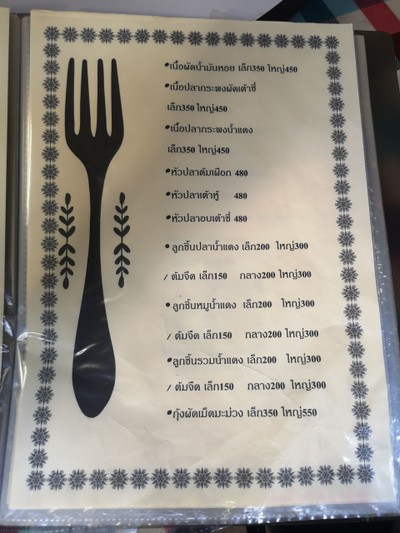 •เนื้อผัดน้ำมันหอย เล็ก350 ใหญ่450
•เนื้อปลากระพงผัดเต้าซี่
เล็ก350 ใหญ่450
•เนื้อปลากระพงน้ำแดง
เล็ก350 ใหญ่450
•หัวปลาต้มเผือก 480
•หัวปลาเต้าหู้ 480
•หัวปลาอบเต้าซี่ 480
•ลูกชิ้นปลาน้ำแดง เล็ก200 ใหญ่300
/ ต้มจืด เล็ก150 กลาง200 ใหญ่300
•ลูกชิ้นหมูน้ำแดง เล็ก200 ใหญ่300
/ ต้มจืด เล็ก150 กลาง200 ใหญ่300
•ลูกชิ้นรวมน้ำแดง เล็ก200 ใหญ่300
/ ต้มจืด เล็ก150 กลาง200 ใหญ่300
•กุ้งผัดเม็ดมะม่วง เล็ก350 ใหญ่550